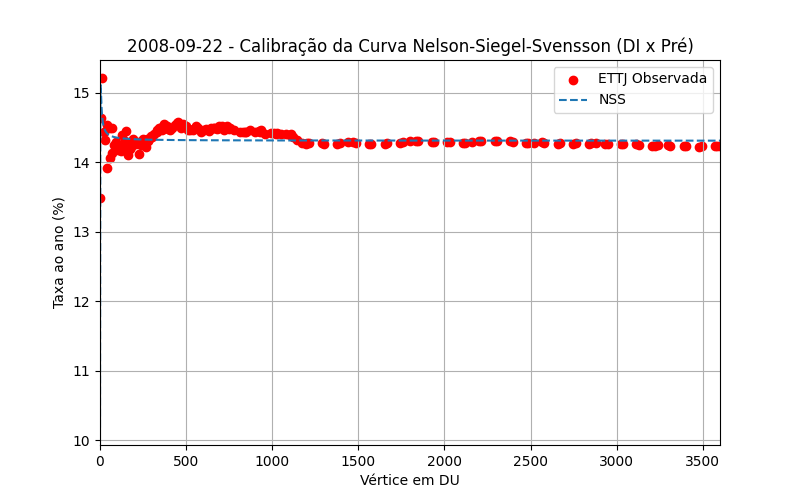 2008-09-22 - Calibração da Curva Nelson-Siegel-Svensson (DI x Pré)
ETTJ Observada
NSS
Taxa ao ano (%)
15
14
13
12
11
10
0 500 1000 1500 2000 2500 3000 3500
Vértice em DU